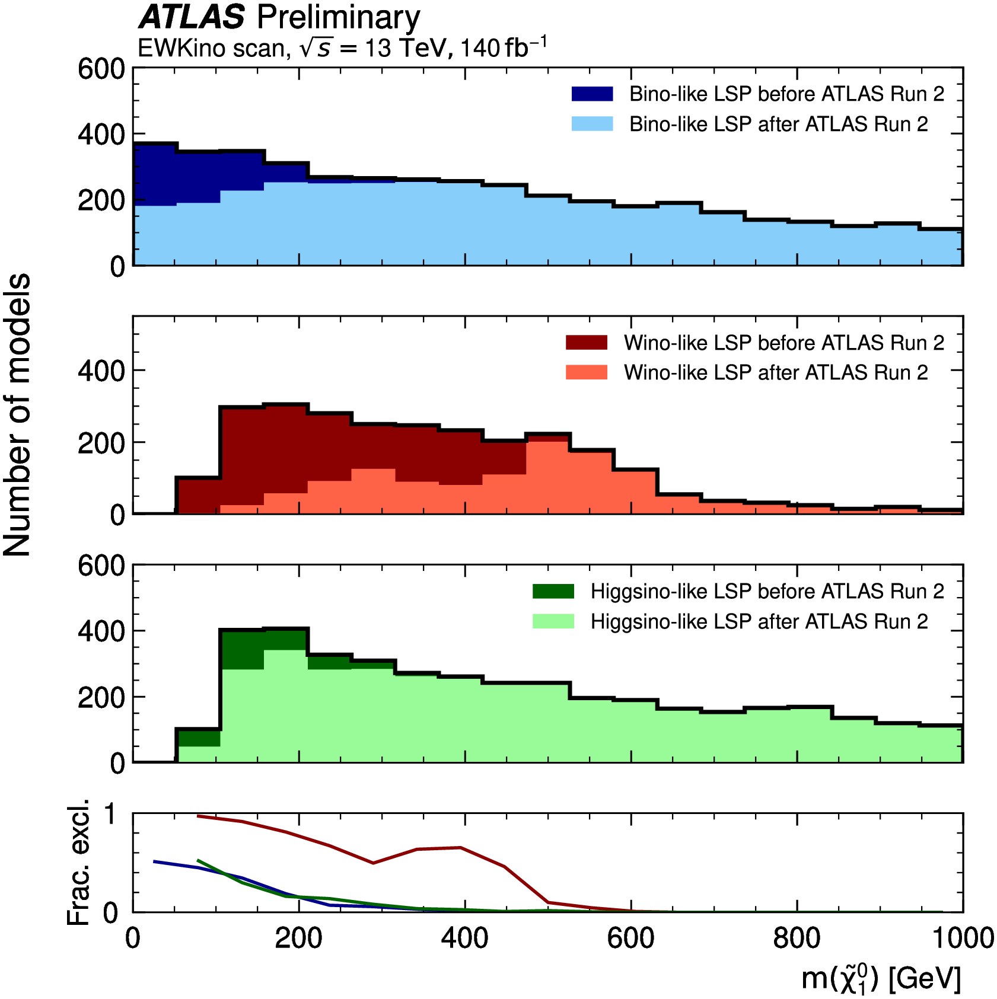 ATLAS Preliminary
EWKino scan, √s = 13 TeV, 140 fb⁻¹
Number of models
600
400
200
0
Bino-like LSP before ATLAS Run 2
Bino-like LSP after ATLAS Run 2
400
200
0
Wino-like LSP before ATLAS Run 2
Wino-like LSP after ATLAS Run 2
600
400
200
0
Higgsino-like LSP before ATLAS Run 2
Higgsino-like LSP after ATLAS Run 2
Frac. excl.
1
0
0 200 400 600 800 1000
m(χ̃⁰₁) [GeV]